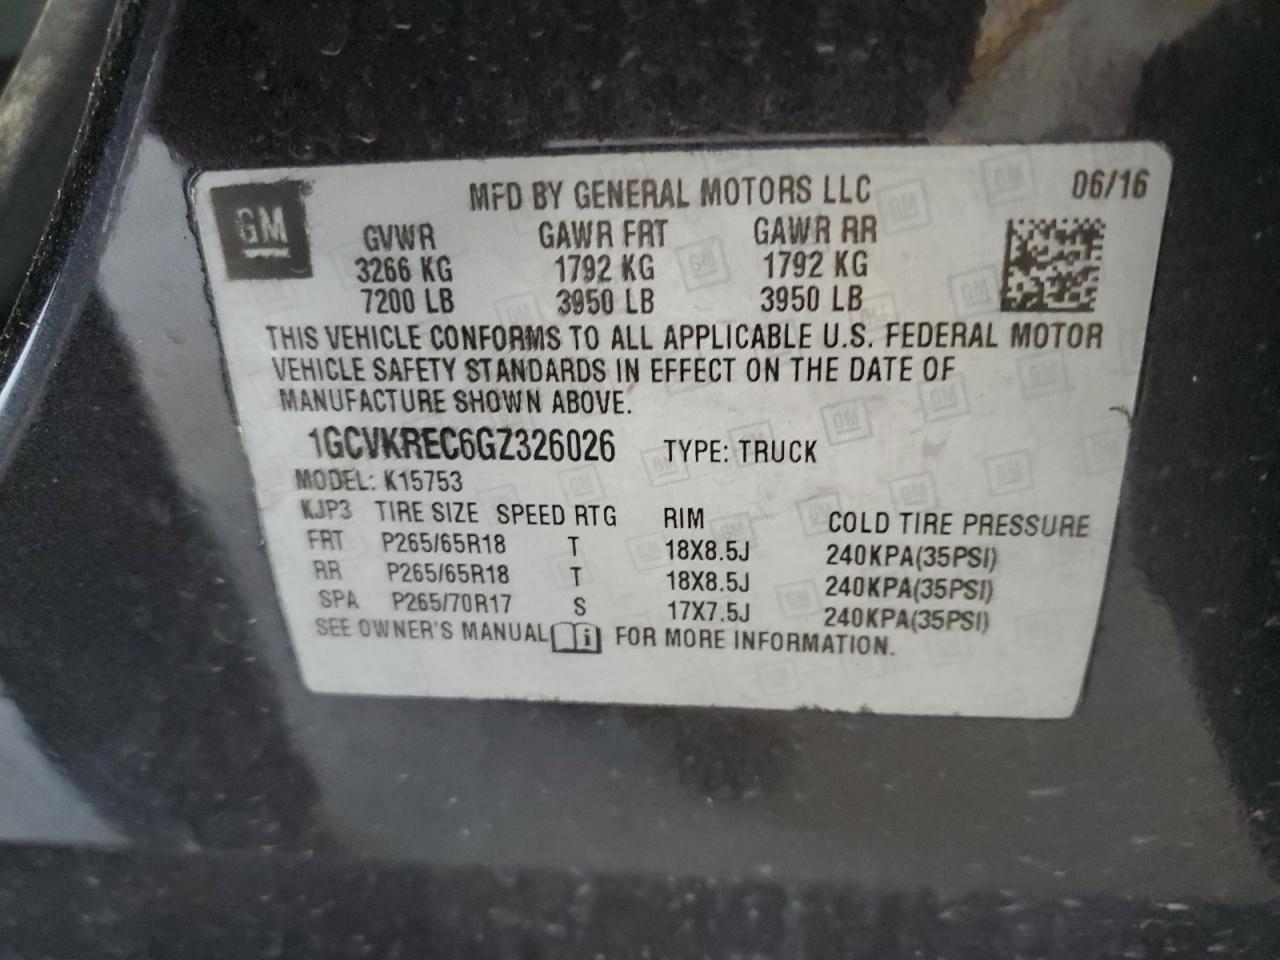 GM
MFD BY GENERAL MOTORS LLC 06/16
GVWR GAWR FRT GAWR RR
3266 KG 1792 KG 1792 KG
7200 LB 3950 LB 3950 LB
THIS VEHICLE CONFORMS TO ALL APPLICABLE U.S. FEDERAL MOTOR
VEHICLE SAFETY STANDARDS IN EFFECT ON THE DATE OF
MANUFACTURE SHOWN ABOVE.
1GCVKREC6GZ326026 TYPE: TRUCK
MODEL: K15753
KJP3 TIRE SIZE SPEED RTG RIM COLD TIRE PRESSURE
FRT P265/65R18 T 18X8.5J 240KPA(35PSI)
RR P265/65R18 T 18X8.5J 240KPA(35PSI)
SPA P265/70R17 S 17X7.5J 240KPA(35PSI)
SEE OWNER'S MANUAL i FOR MORE INFORMATION.